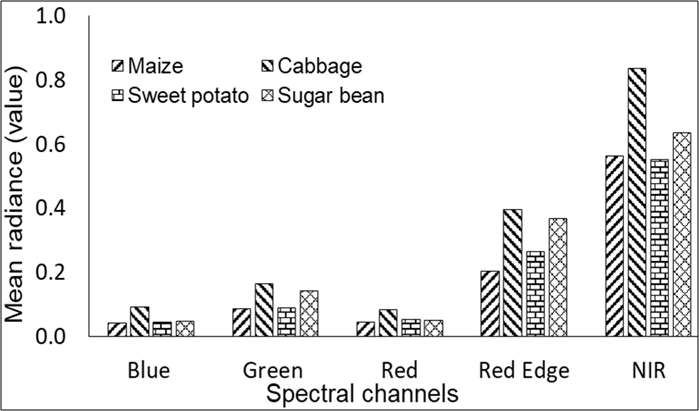 1.0
0.8
0.6
0.4
0.2
0.0
Mean radiance (value)
Maize Cabbage
Sweet potato Sugar bean
Blue Green Red Red Edge NIR
Spectral channels